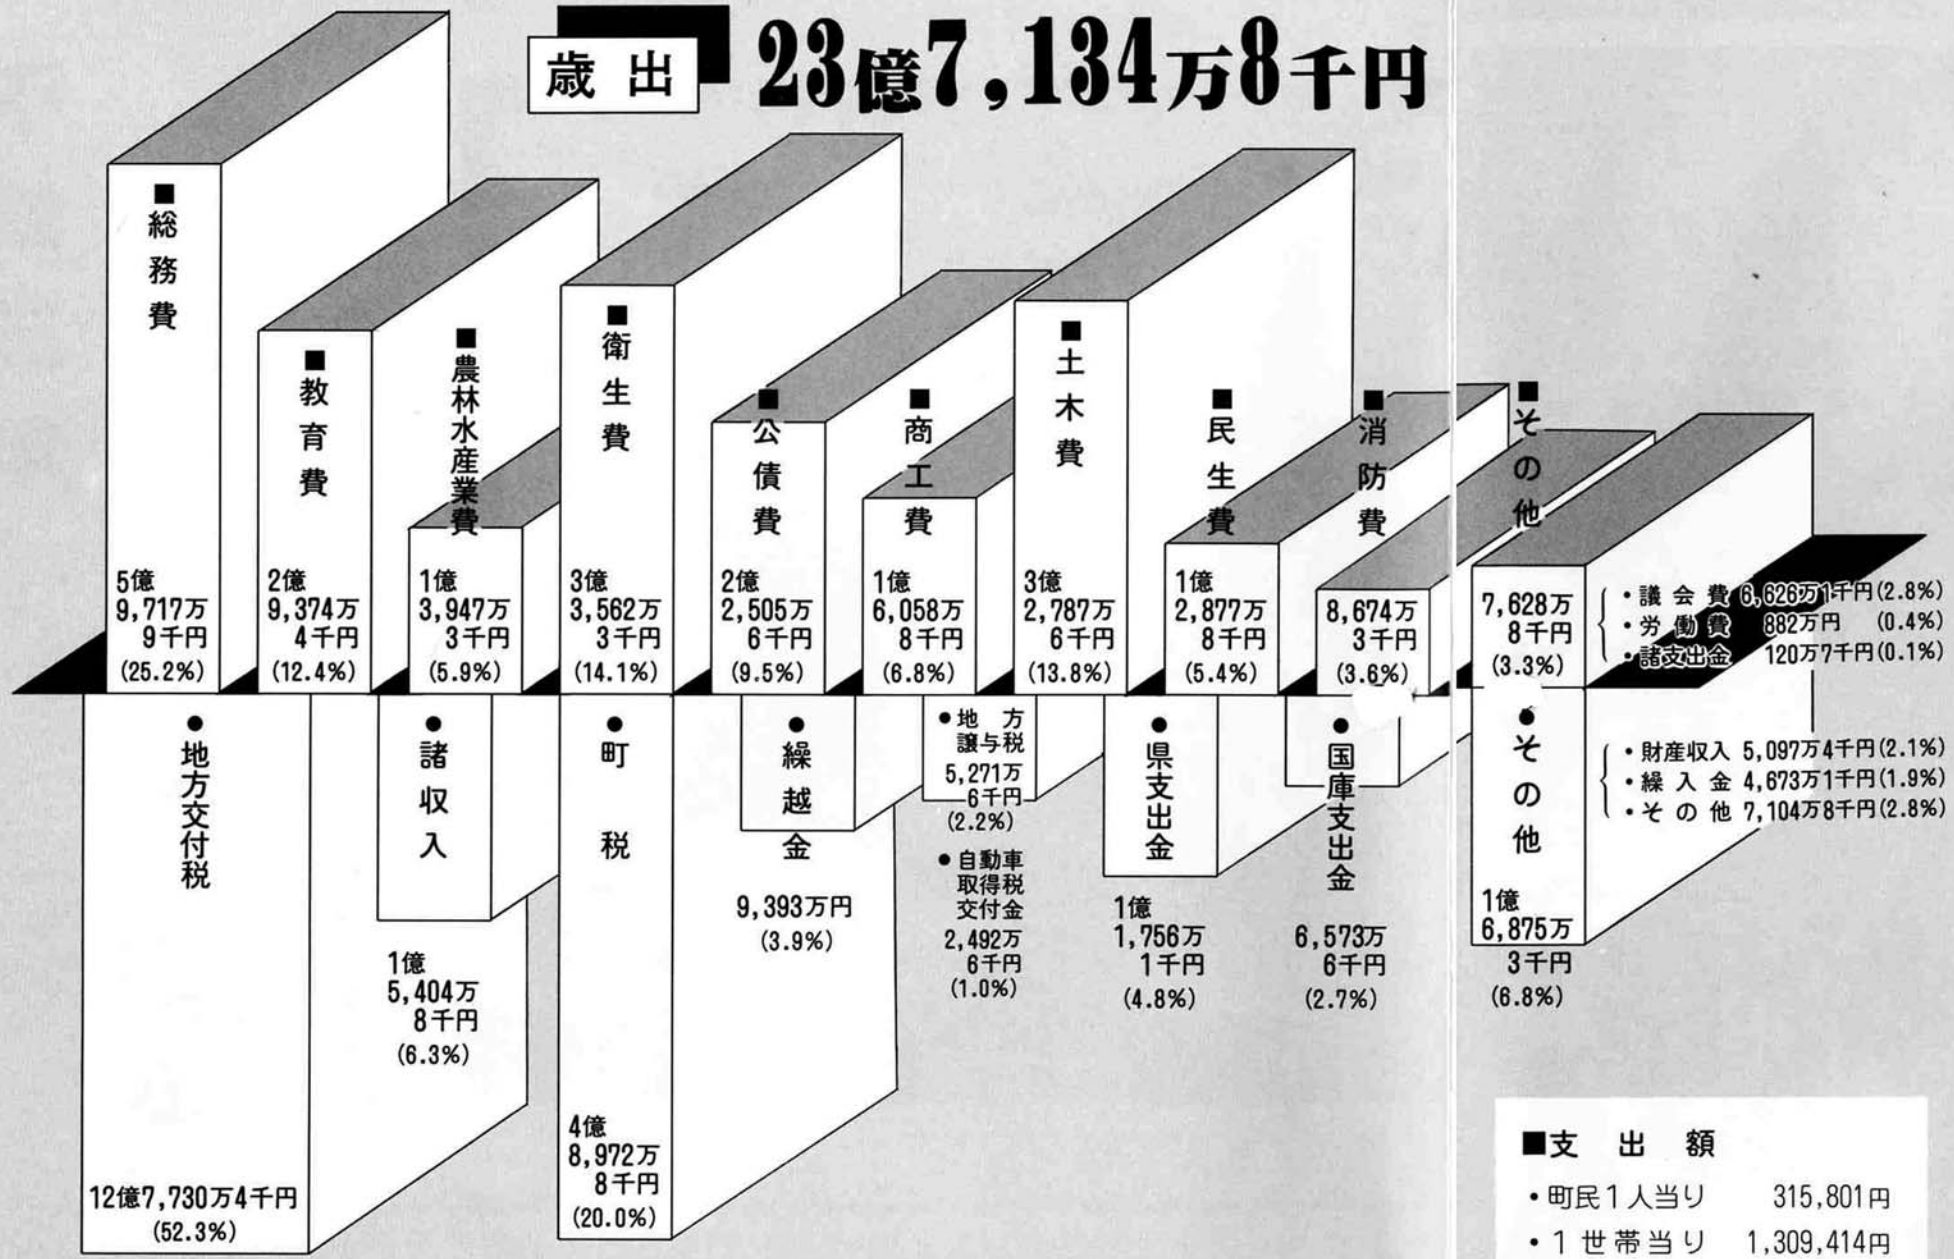 歳出
23億7,134万8千円
■総務費
5億
9,717万
9千円
(25.2%)
■教育費
2億
9,374万
4千円
(12.4%)
■農林水産業費
1億
3,947万
3千円
(5.9%)
■衛生費
3億
3,562万
3千円
(14.1%)
■公債費
2億
2,505万
6千円
(9.5%)
■商工費
1億
6,058万
8千円
(6.8%)
■土木費
3億
2,787万
6千円
(13.8%)
■民生費
1億
2,877万
8千円
(5.4%)
■消防費
8,674万
3千円
(3.6%)
■その他
7,628万
8千円
(3.3%)
・議会費 6,626万1千円(2.8%)
・労働費 882万円 (0.4%)
・諸支出金 120万7千円(0.1%)
●地方交付税
12億7,730万4千円
(52.3%)
●諸収入
1億
5,404万
8千円
(6.3%)
●町税
4億
8,972万
8千円
(20.0%)
●繰越金
9,393万円
(3.9%)
●地方
譲与税
5,271万
6千円
(2.2%)
●自動車
取得税
交付金
2,492万
6千円
(1.0%)
●県支出金
1億
1,756万
1千円
(4.8%)
●国庫支出金
6,573万
6千円
(2.7%)
●その他
1億
6,875万
3千円
(6.8%)
・財産収入 5,097万4千円(2.1%)
・繰入金 4,673万1千円(1.9%)
・その他 7,104万8千円(2.8%)
■支出額
・町民1人当り 315,801円
・1世帯当り 1,309,414円